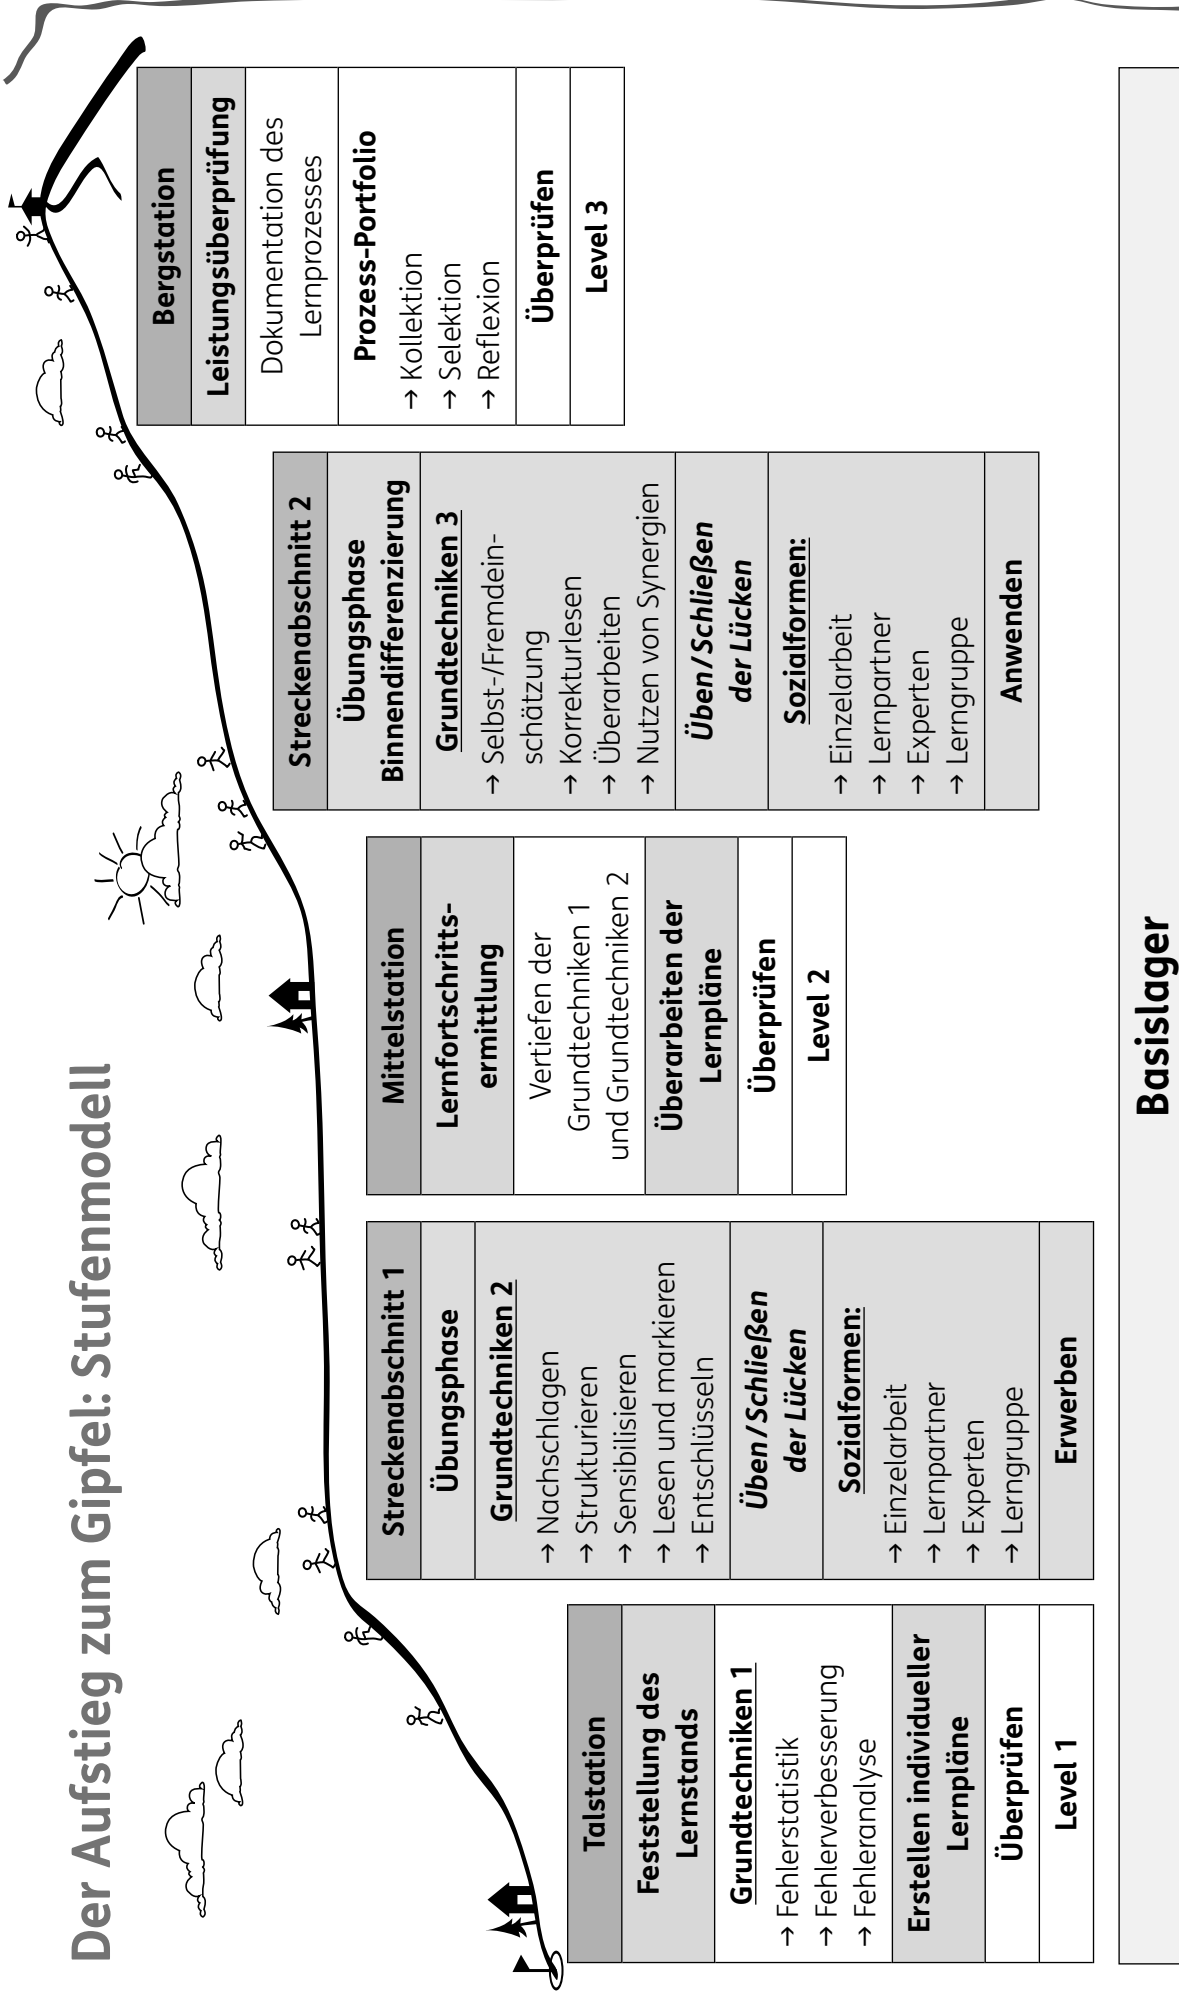 Der Aufstieg zum Gipfel: Stufenmodell
Talstation
Feststellung des
Lernstands
Grundtechniken 1
→ Fehlerstatistik
→ Fehlerverbesserung
→ Fehleranalyse
Erstellen individueller
Lernpläne
Überprüfen
Level 1
Streckenabschnitt 1
Übungsphase
Grundtechniken 2
→ Nachschlagen
→ Strukturieren
→ Sensibilisieren
→ Lesen und markieren
→ Entschlüsseln
Üben/Schließen
der Lücken
Sozialformen:
→ Einzelarbeit
→ Lernpartner
→ Experten
→ Lerngruppe
Erwerben
Mittelstation
Lernfortschritts-
ermittlung
Vertiefen der
Grundtechniken 1
und Grundtechniken 2
Überarbeiten der
Lernpläne
Überprüfen
Level 2
Streckenabschnitt 2
Übungsphase
Binnendifferenzierung
Grundtechniken 3
→ Selbst-/Fremdein-
schätzung
→ Korrekturlesen
→ Überarbeiten
→ Nutzen von Synergien
Üben/Schließen
der Lücken
Sozialformen:
→ Einzelarbeit
→ Lernpartner
→ Experten
→ Lerngruppe
Anwenden
Bergstation
Leistungsüberprüfung
Dokumentation des
Lernprozesses
Prozess-Portfolio
→ Kollektion
→ Selektion
→ Reflexion
Überprüfen
Level 3
Basislager